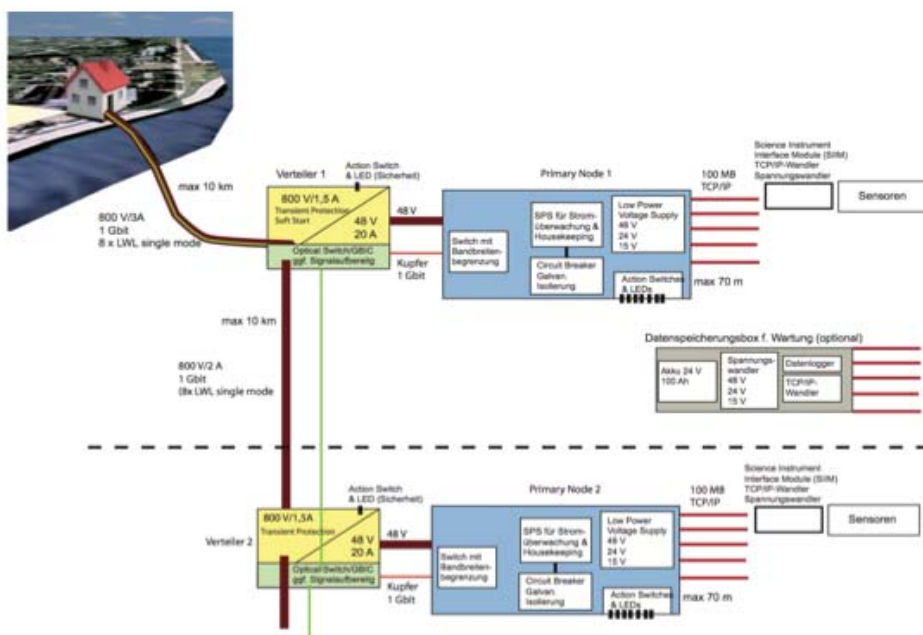 max 10 km
800 V/3A
1 Gbit
8 x LWL single mode
Verteiler 1
Action Switch
& LED (Sicherheit)
800 V/1,5 A
Transient Protection
Soft Start
48 V
20 A
Optical Switch/GBIC
ggf. Signalaufbereitg
48 V
Kupfer
1 Gbit
Primary Node 1
Switch mit
Bandbreiten-
begrenzung
SPS für Strom-
überwachung &
Housekeeping
Circuit Breaker
Galvan.
Isolierung
Low Power
Voltage Supply
48 V
24 V
15 V
Action Switches
& LEDs
100 MB
TCP/IP
max 70 m
Science Instrument
Interface Module (SIIM)
TCP/IP-Wandler
Spannungswandler
Sensoren
max 10 km
800 V/2 A
1 Gbit
(8x LWL single mode
Datenspeicherungsbox f. Wartung (optional)
Akku 24 V
100 Ah
Spannungs-
wandler
48 V
24 V
15 V
Datenlogger
TCP/IP-
Wandler
Verteiler 2
Action Switch
& LED (Sicherheit)
800 V/1,5A
Transient Protection
48 V
20 A
Optical Switch/GBIC
ggf. Signalaufbereitg
48 V
Kupfer
1 Gbit
Primary Node 2
Switch mit
Bandbreiten-
begrenzung
SPS für Strom-
überwachung &
Housekeeping
Circuit Breaker
Galvan.
Isolierung
Low Power
Voltage Supply
48 V
24 V
15 V
Action Switches
& LEDs
100 MB
TCP/IP
max 70 m
Science Instrument
Interface Module (SIIM)
TCP/IP-Wandler
Spannungswandler
Sensoren